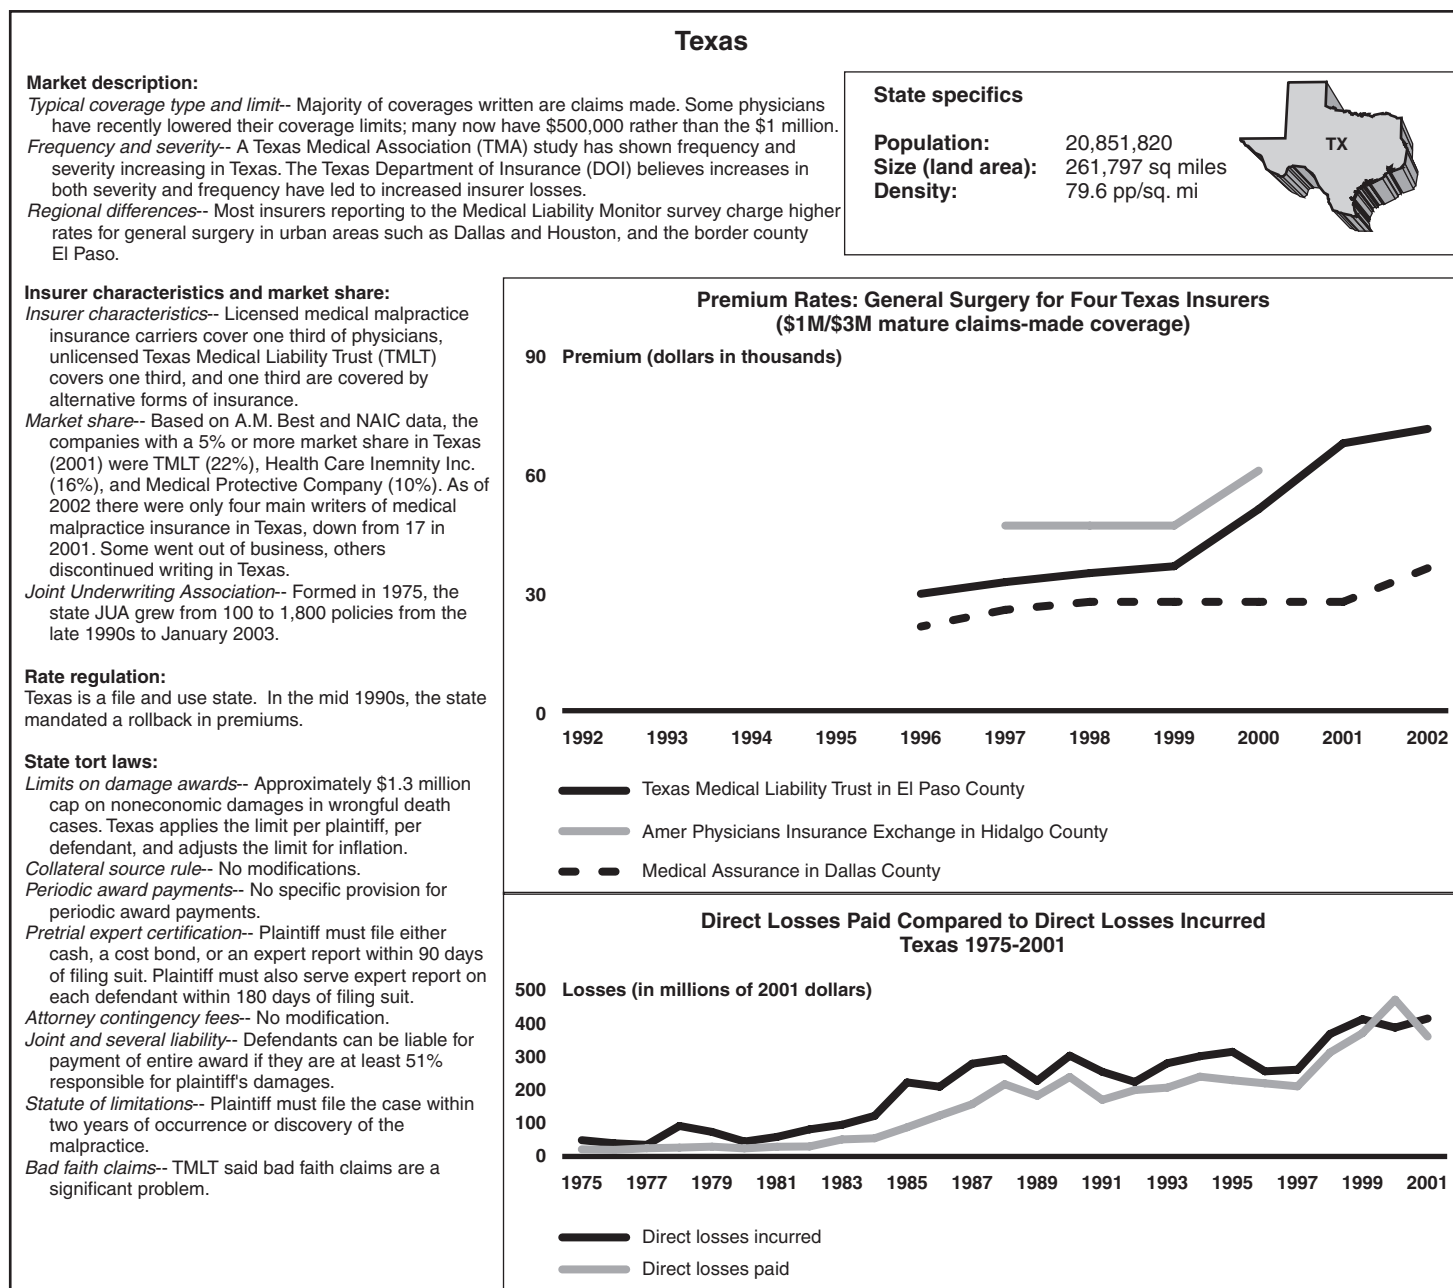 Texas
Market description:
Typical coverage type and limit-- Majority of coverages written are claims made. Some physicians
have recently lowered their coverage limits; many now have $500,000 rather than the $1 million.
Frequency and severity-- A Texas Medical Association (TMA) study has shown frequency and
severity increasing in Texas. The Texas Department of Insurance (DOI) believes increases in
both severity and frequency have led to increased insurer losses.
Regional differences-- Most insurers reporting to the Medical Liability Monitor survey charge higher
rates for general surgery in urban areas such as Dallas and Houston, and the border county
El Paso.
State specifics
Population: 20,851,820
Size (land area): 261,797 sq miles
Density: 79.6 pp/sq. mi
TX
Insurer characteristics and market share:
Insurer characteristics-- Licensed medical malpractice
insurance carriers cover one third of physicians,
unlicensed Texas Medical Liability Trust (TMLT)
covers one third, and one third are covered by
alternative forms of insurance.
Market share-- Based on A.M. Best and NAIC data, the
companies with a 5% or more market share in Texas
(2001) were TMLT (22%), Health Care Inemnity Inc.
(16%), and Medical Protective Company (10%). As of
2002 there were only four main writers of medical
malpractice insurance in Texas, down from 17 in
2001. Some went out of business, others
discontinued writing in Texas.
Joint Underwriting Association-- Formed in 1975, the
state JUA grew from 100 to 1,800 policies from the
late 1990s to January 2003.
Rate regulation:
Texas is a file and use state. In the mid 1990s, the state
mandated a rollback in premiums.
State tort laws:
Limits on damage awards-- Approximately $1.3 million
cap on noneconomic damages in wrongful death
cases. Texas applies the limit per plaintiff, per
defendant, and adjusts the limit for inflation.
Collateral source rule-- No modifications.
Periodic award payments-- No specific provision for
periodic award payments.
Pretrial expert certification-- Plaintiff must file either
cash, a cost bond, or an expert report within 90 days
of filing suit. Plaintiff must also serve expert report on
each defendant within 180 days of filing suit.
Attorney contingency fees-- No modification.
Joint and several liability-- Defendants can be liable for
payment of entire award if they are at least 51%
responsible for plaintiff's damages.
Statute of limitations-- Plaintiff must file the case within
two years of occurrence or discovery of the
malpractice.
Bad faith claims-- TMLT said bad faith claims are a
significant problem.
Premium Rates: General Surgery for Four Texas Insurers
($1M/$3M mature claims-made coverage)
90 Premium (dollars in thousands)
60
30
0
1992 1993 1994 1995 1996 1997 1998 1999 2000 2001 2002
Texas Medical Liability Trust in El Paso County
Amer Physicians Insurance Exchange in Hidalgo County
Medical Assurance in Dallas County
Direct Losses Paid Compared to Direct Losses Incurred
Texas 1975-2001
500 Losses (in millions of 2001 dollars)
400
300
200
100
0
1975 1977 1979 1981 1983 1985 1987 1989 1991 1993 1995 1997 1999 2001
Direct losses incurred
Direct losses paid